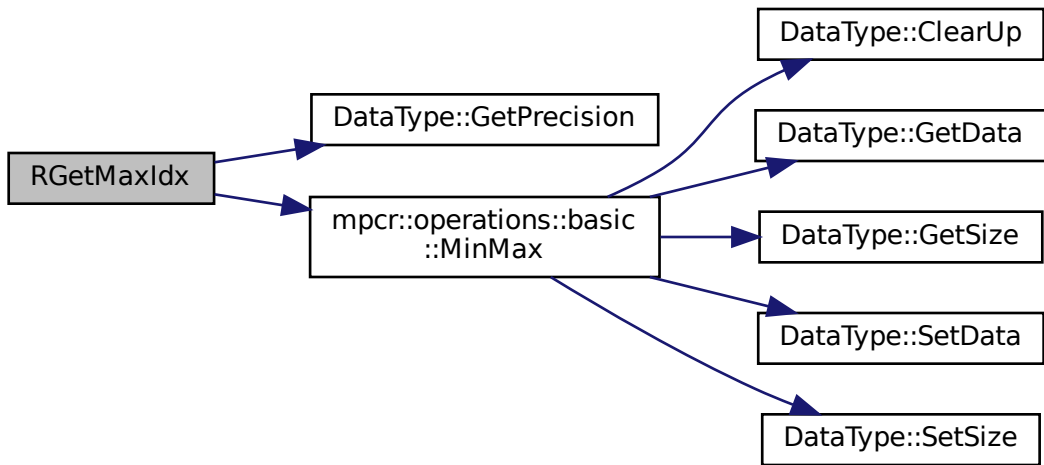 RGetMaxIdx
DataType::GetPrecision
mpcr::operations::basic
::MinMax
DataType::ClearUp
DataType::GetData
DataType::GetSize
DataType::SetData
DataType::SetSize